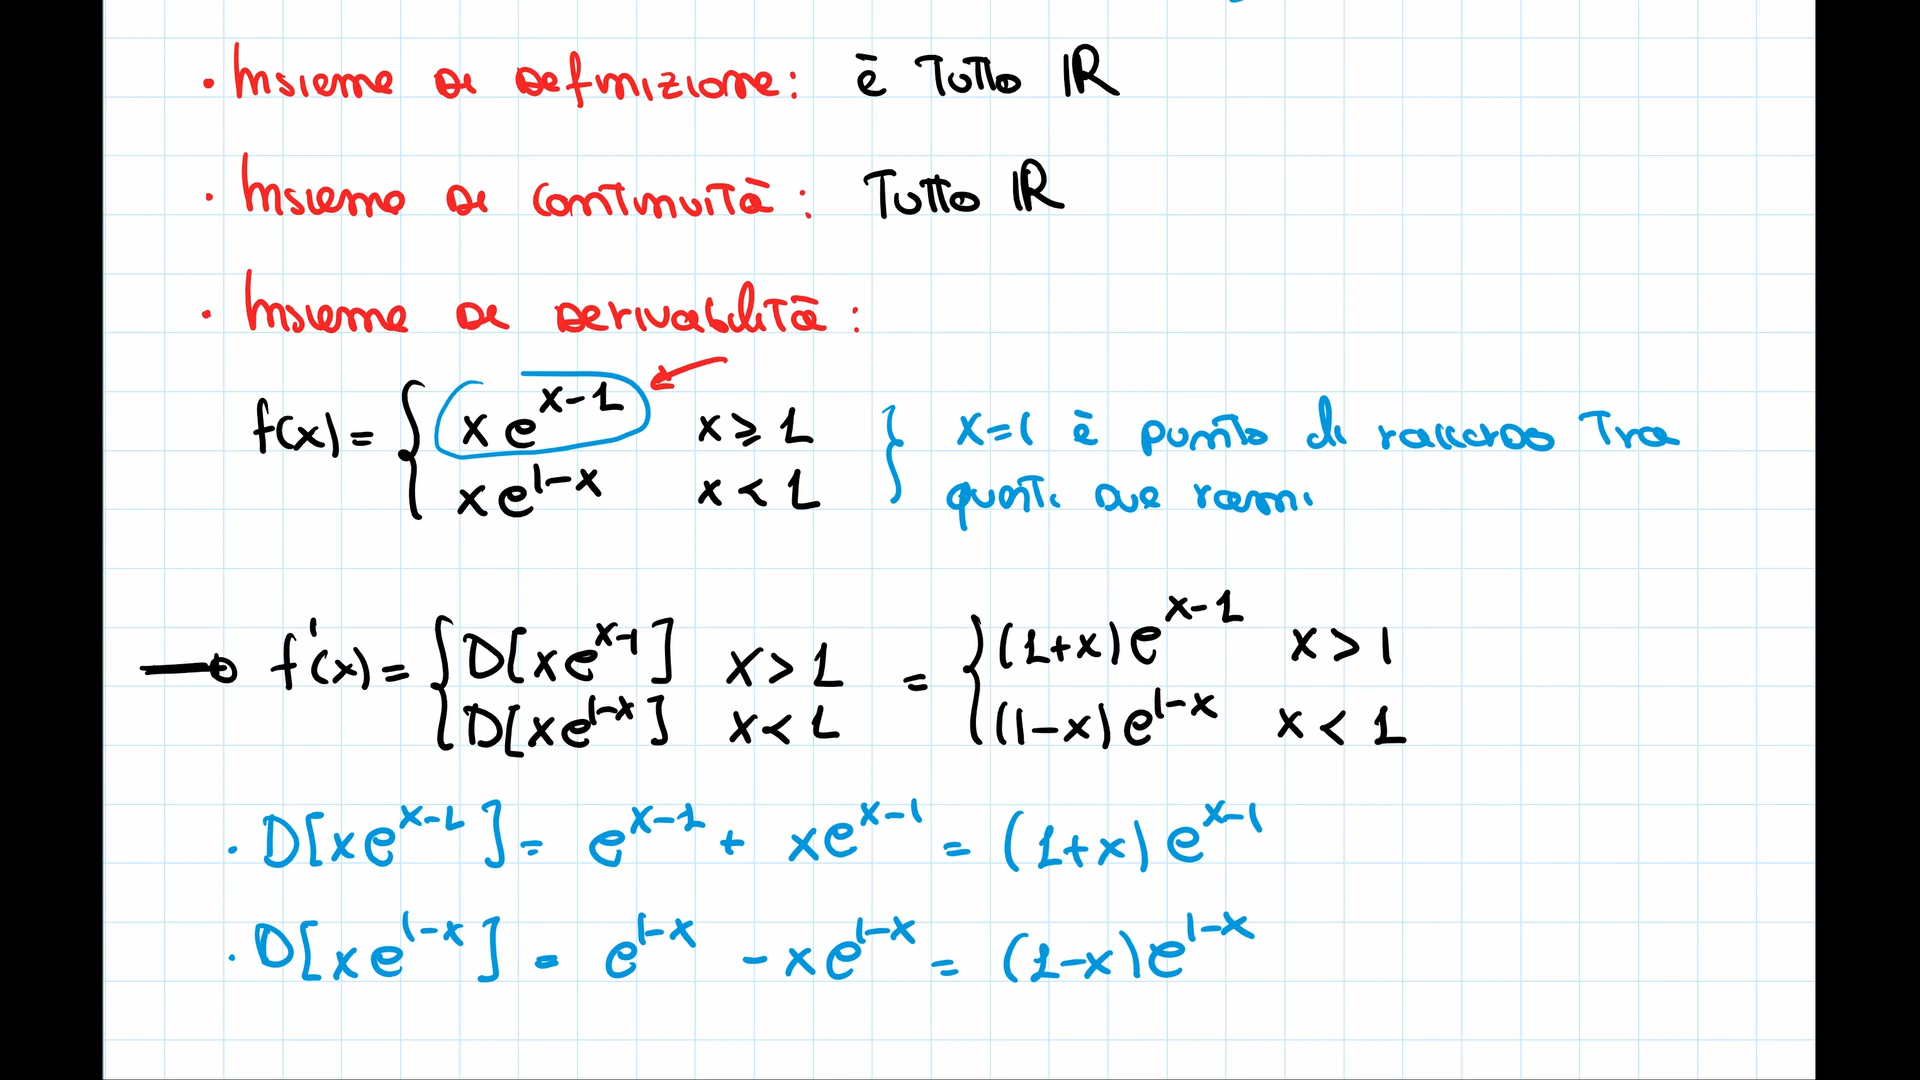 • Insieme di definizione: è tutto ℝ
• Insieme di continuità: Tutto ℝ
• Insieme di derivabilità:
f(x) = { x e^{x-1} x ≥ 1 } x=1 è punto di raccordo tra
x e^{1-x} x < 1 questi due rami
→ f'(x) = { D[x e^{x-1}] x > 1 = { (1+x) e^{x-1} x > 1
D[x e^{1-x}] x < 1 (1-x) e^{1-x} x < 1
• D[x e^{x-1}] = e^{x-1} + x e^{x-1} = (1+x) e^{x-1}
• D[x e^{1-x}] = e^{1-x} - x e^{1-x} = (1-x) e^{1-x}